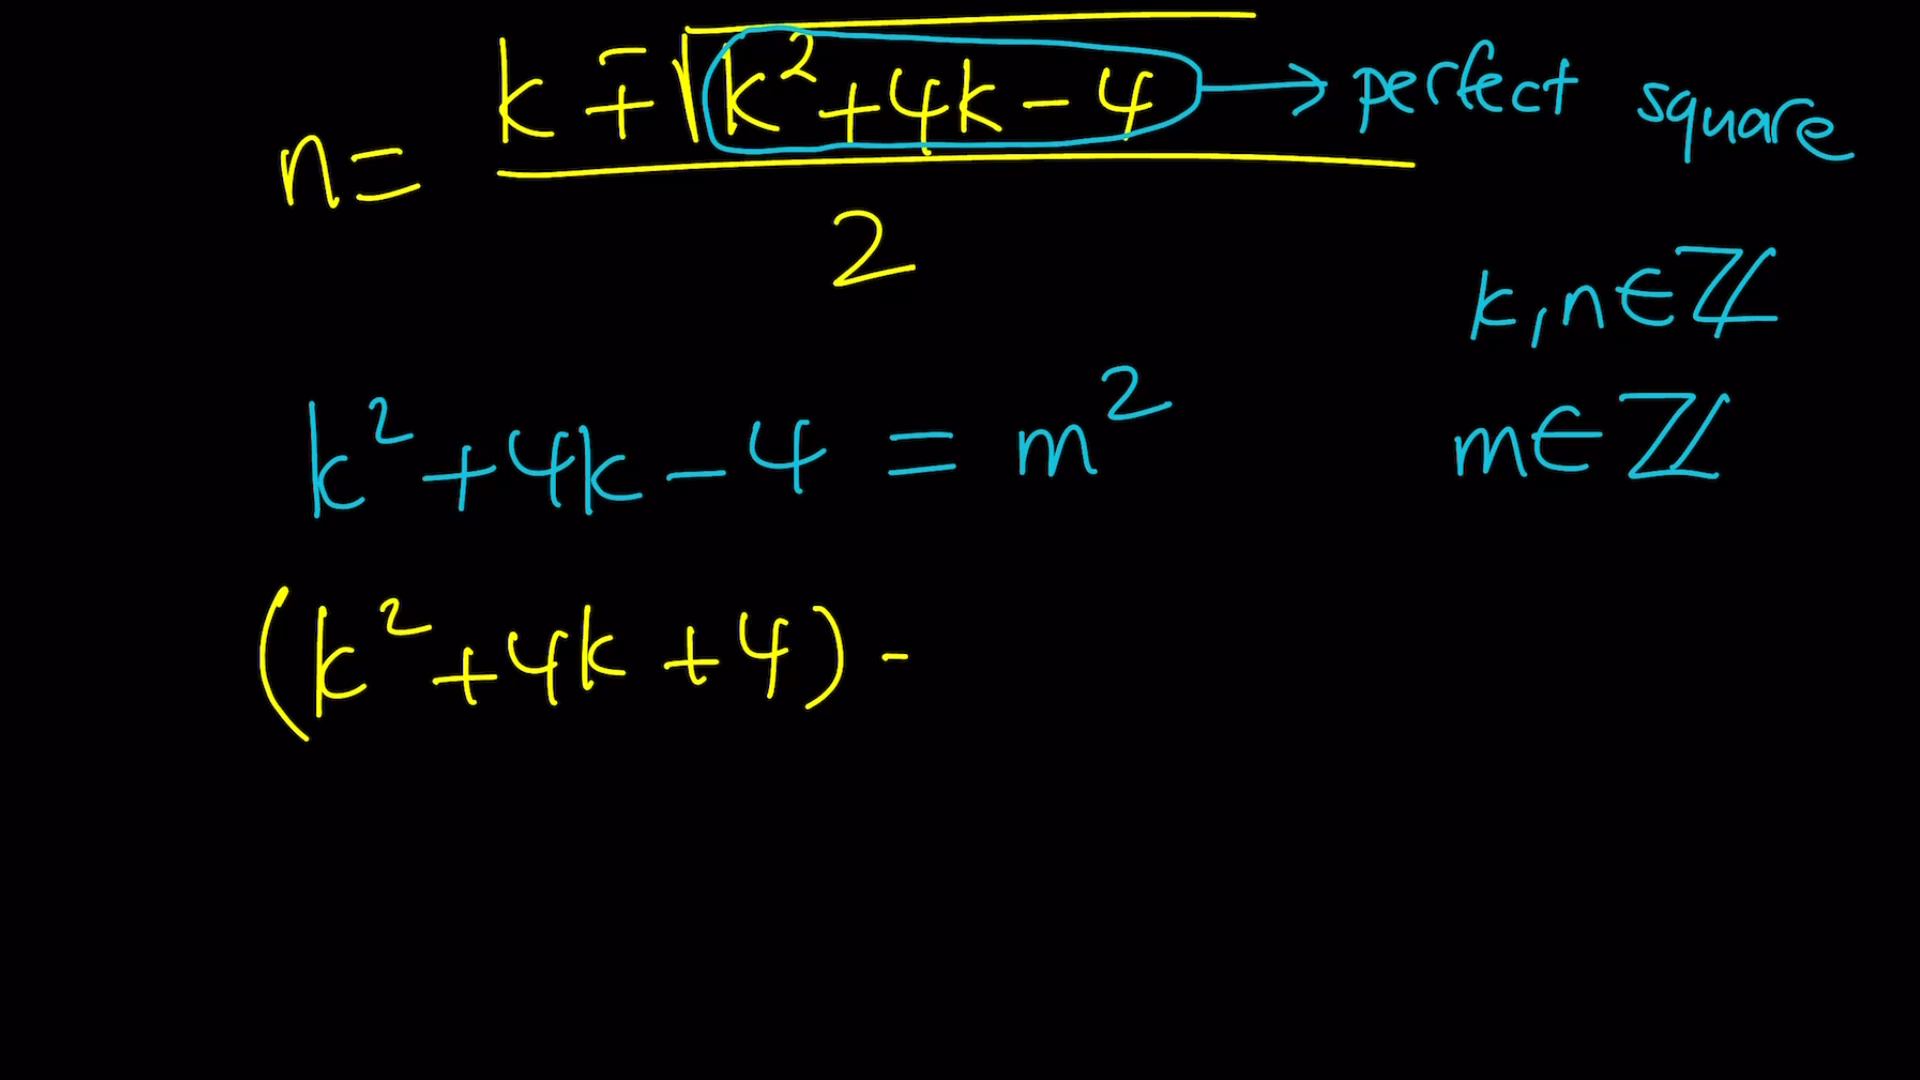 n = (k ∓ √(k² + 4k - 4)) / 2 → perfect square
k, n ∈ ℤ
k² + 4k - 4 = m²
m ∈ ℤ
(k² + 4k + 4) -